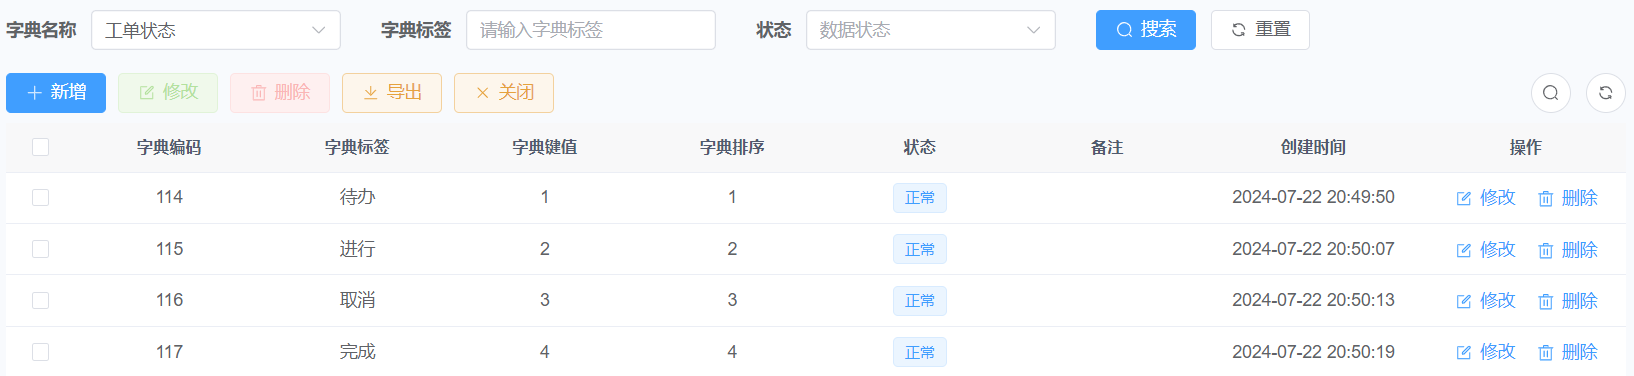 字典名称 工单状态 字典标签 请输入字典标签 状态 数据状态 搜索 重置
新增 修改 删除 导出 关闭
字典编码 字典标签 字典键值 字典排序 状态 备注 创建时间 操作
114 待办 1 1 正常 2024-07-22 20:49:50 修改 删除
115 进行 2 2 正常 2024-07-22 20:50:07 修改 删除
116 取消 3 3 正常 2024-07-22 20:50:13 修改 删除
117 完成 4 4 正常 2024-07-22 20:50:19 修改 删除